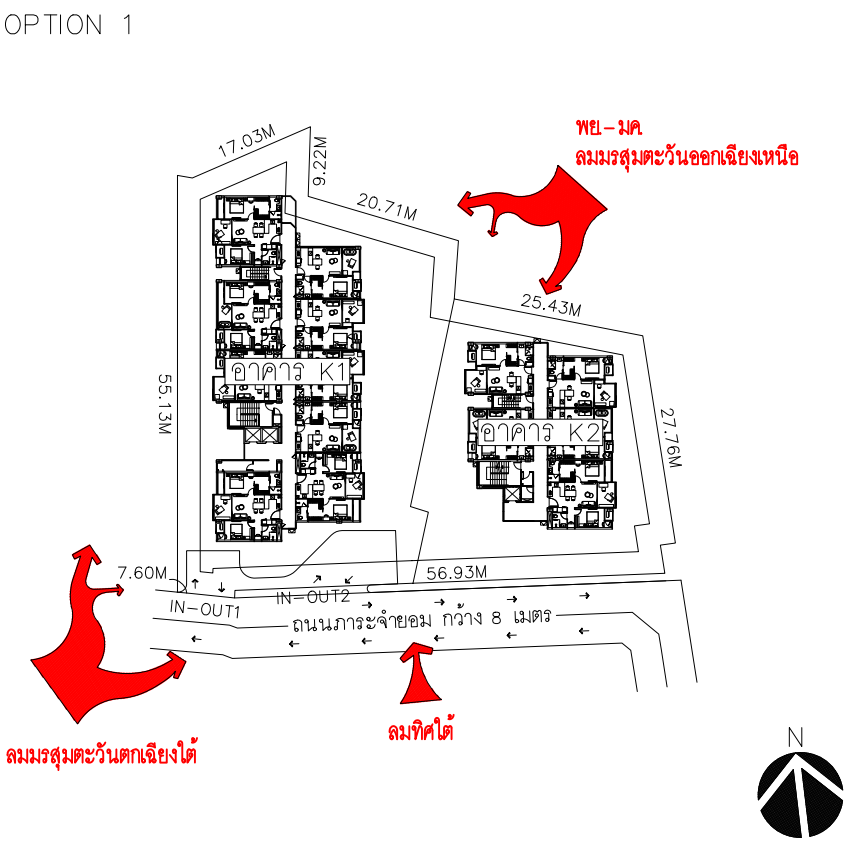 OPTION 1
พย.-มค.
ลมมรสุมตะวันออกเฉียงเหนือ
17.03M
9.22M
20.71M
25.43M
อาคาร K1
55.13M
อาคาร K2
27.76M
7.60M
56.93M
IN-OUT1
IN-OUT2
ถนนภาระจำยอม กว้าง 8 เมตร
ลมทิศใต้
ลมมรสุมตะวันตกเฉียงใต้
N